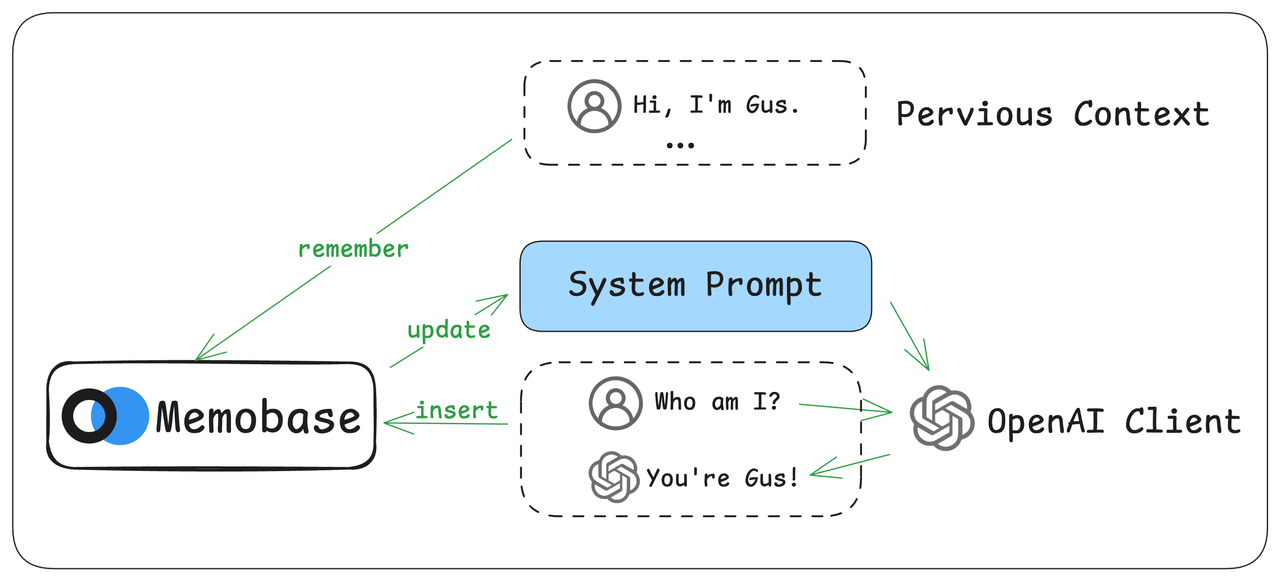 Hi, I'm Gus.
...
Pervious Context
remember
System Prompt
update
Memobase
insert
Who am I?
OpenAI Client
You're Gus!